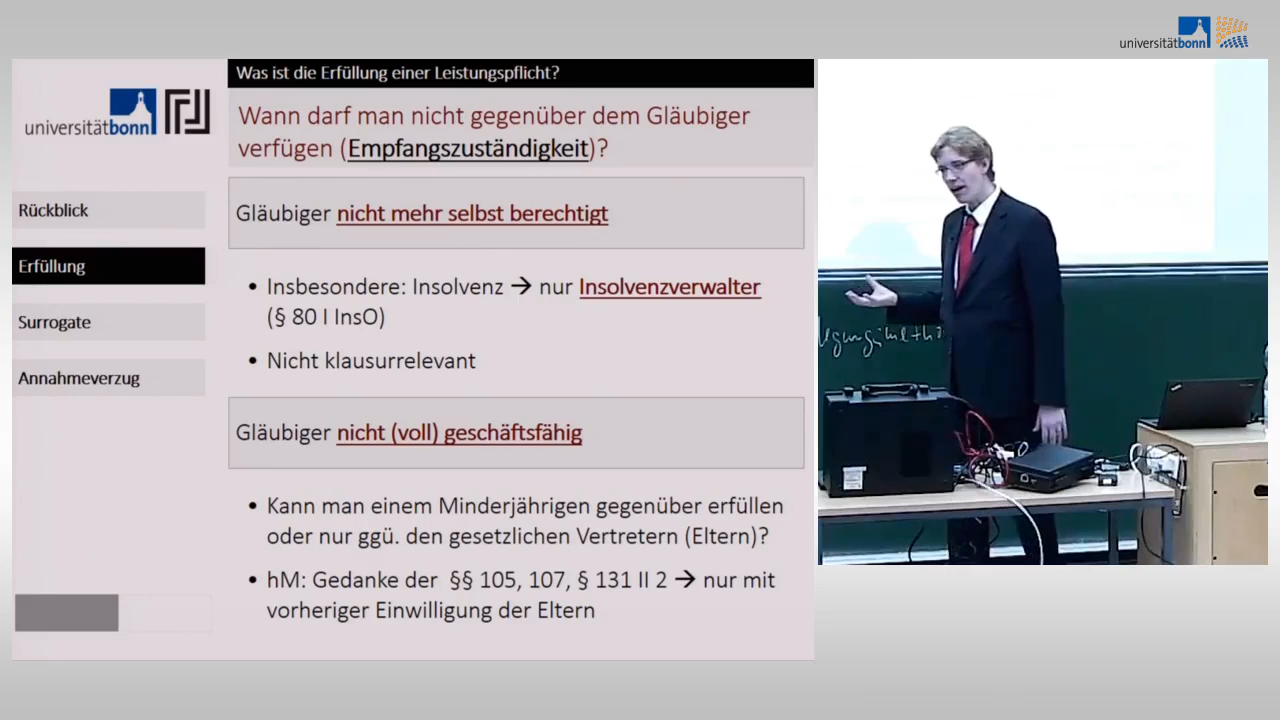 universitätbonn
Was ist die Erfüllung einer Leistungspflicht?
universitätbonn
Wann darf man nicht gegenüber dem Gläubiger
verfügen (Empfangszuständigkeit)?
Rückblick
Erfüllung
Surrogate
Annahmeverzug
Gläubiger nicht mehr selbst berechtigt
• Insbesondere: Insolvenz → nur Insolvenzverwalter
(§ 80 I InsO)
• Nicht klausurrelevant
Gläubiger nicht (voll) geschäftsfähig
• Kann man einem Minderjährigen gegenüber erfüllen
oder nur ggü. den gesetzlichen Vertretern (Eltern)?
• hM: Gedanke der §§ 105, 107, § 131 II 2 → nur mit
vorheriger Einwilligung der Eltern